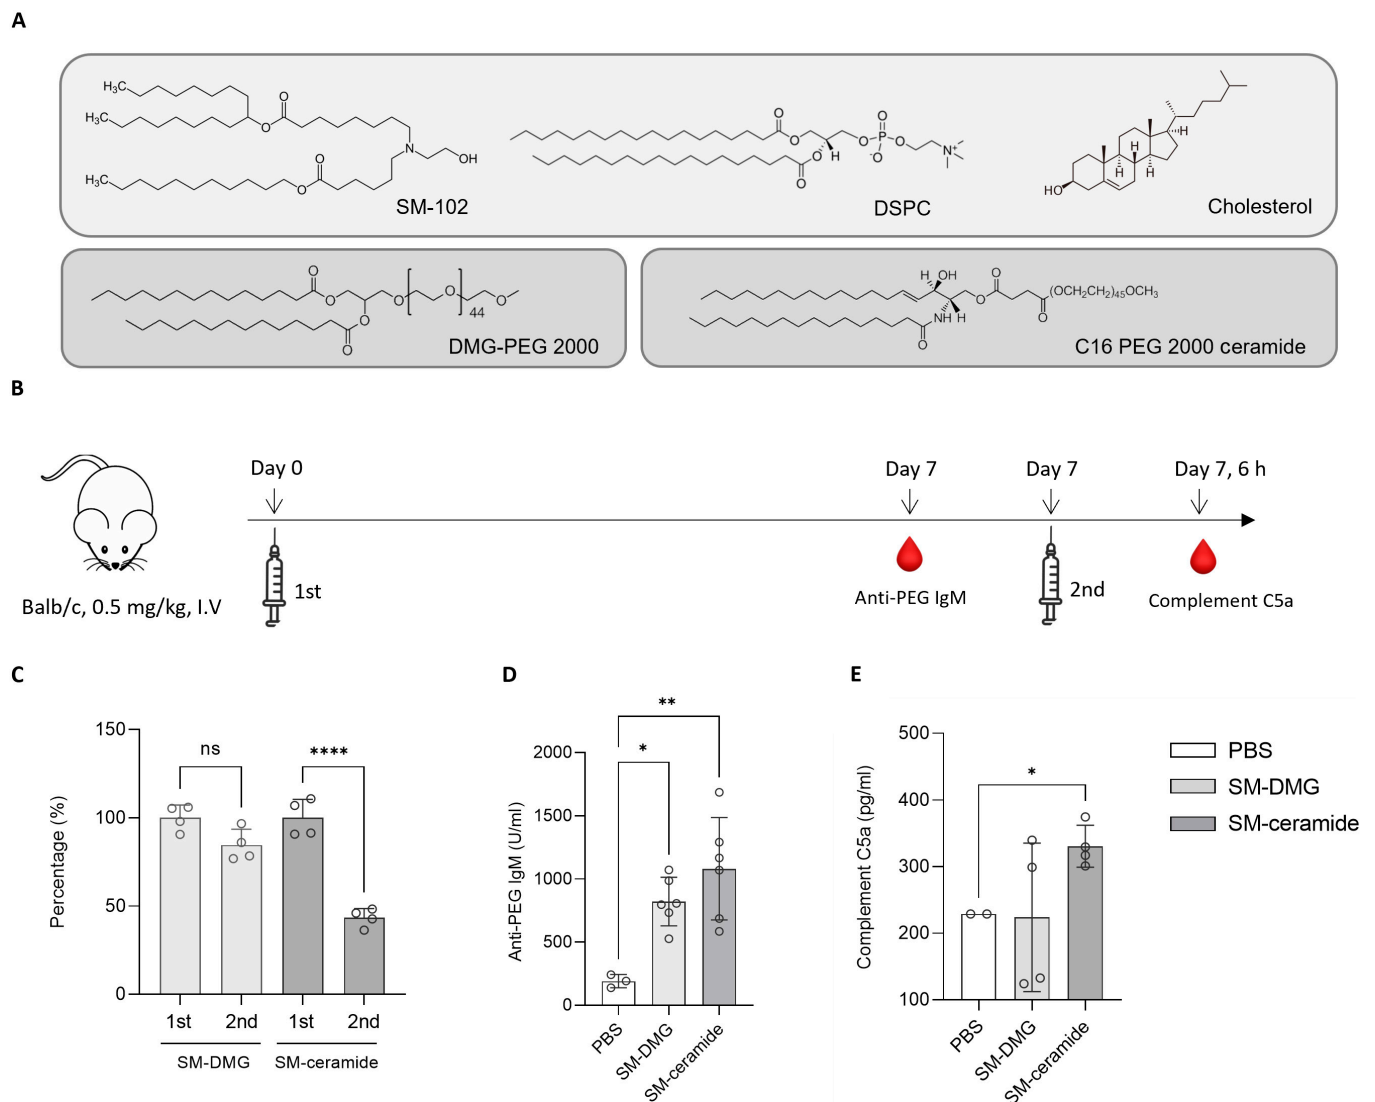 A
H₃C
H₃C
H₃C
O
O
O
O
N
OH
SM-102
O
O
O
O
H
O
O
P
⁻O
O
N⁺
DSPC
H
H
H
H
HO
Cholesterol
O
O
O
O
O
O
O
44
DMG-PEG 2000
H OH
O
O
(OCH₂CH₂)₄₅OCH₃
O
NH H
O
C16 PEG 2000 ceramide
B
Day 0
Day 7
Day 7
Day 7, 6 h
1st
2nd
Anti-PEG IgM
Complement C5a
Balb/c, 0.5 mg/kg, I.V
C
Percentage (%)
150
100
50
0
ns
****
1st 2nd 1st 2nd
SM-DMG SM-ceramide
D
Anti-PEG IgM (U/ml)
2000
1500
1000
500
0
**
*
PBS
SM-DMG
SM-ceramide
E
Complement C5a (pg/ml)
500
400
300
200
100
*
PBS
SM-DMG
SM-ceramide
PBS
SM-DMG
SM-ceramide